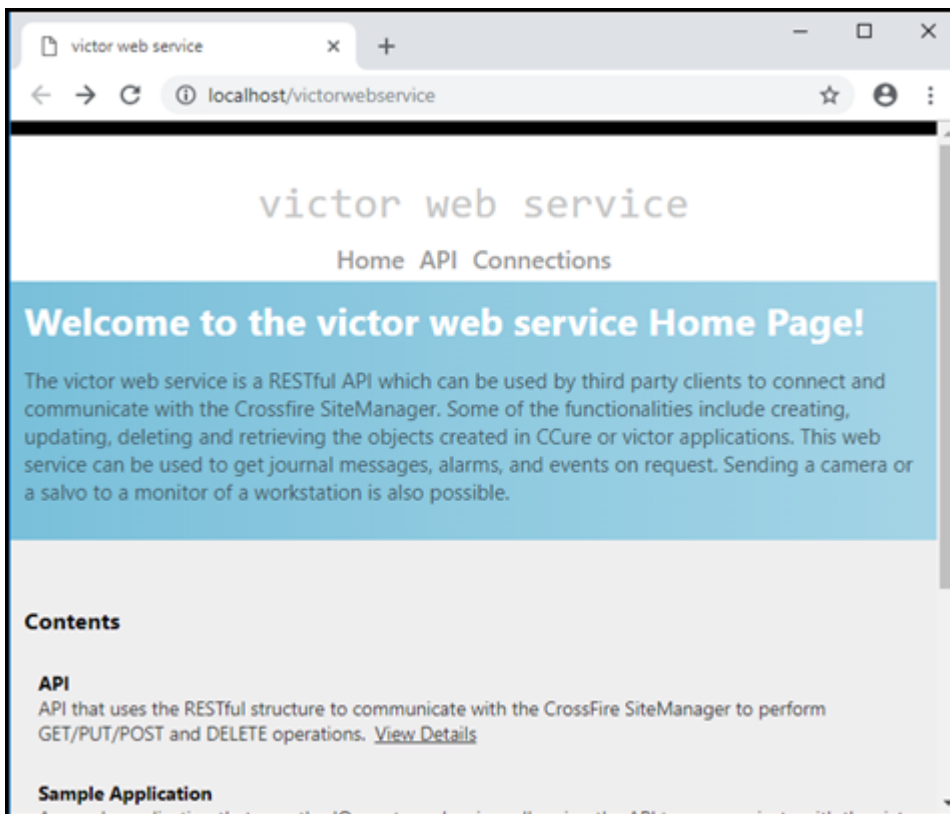 victor web service
localhost/victorwebservice
victor web service
Home API Connections
Welcome to the victor web service Home Page!
The victor web service is a RESTful API which can be used by third party clients to connect and
communicate with the Crossfire SiteManager. Some of the functionalities include creating,
updating, deleting and retrieving the objects created in CCure or victor applications. This web
service can be used to get journal messages, alarms, and events on request. Sending a camera or
a salvo to a monitor of a workstation is also possible.
Contents
API
API that uses the RESTful structure to communicate with the CrossFire SiteManager to perform
GET/PUT/POST and DELETE operations. View Details
Sample Application